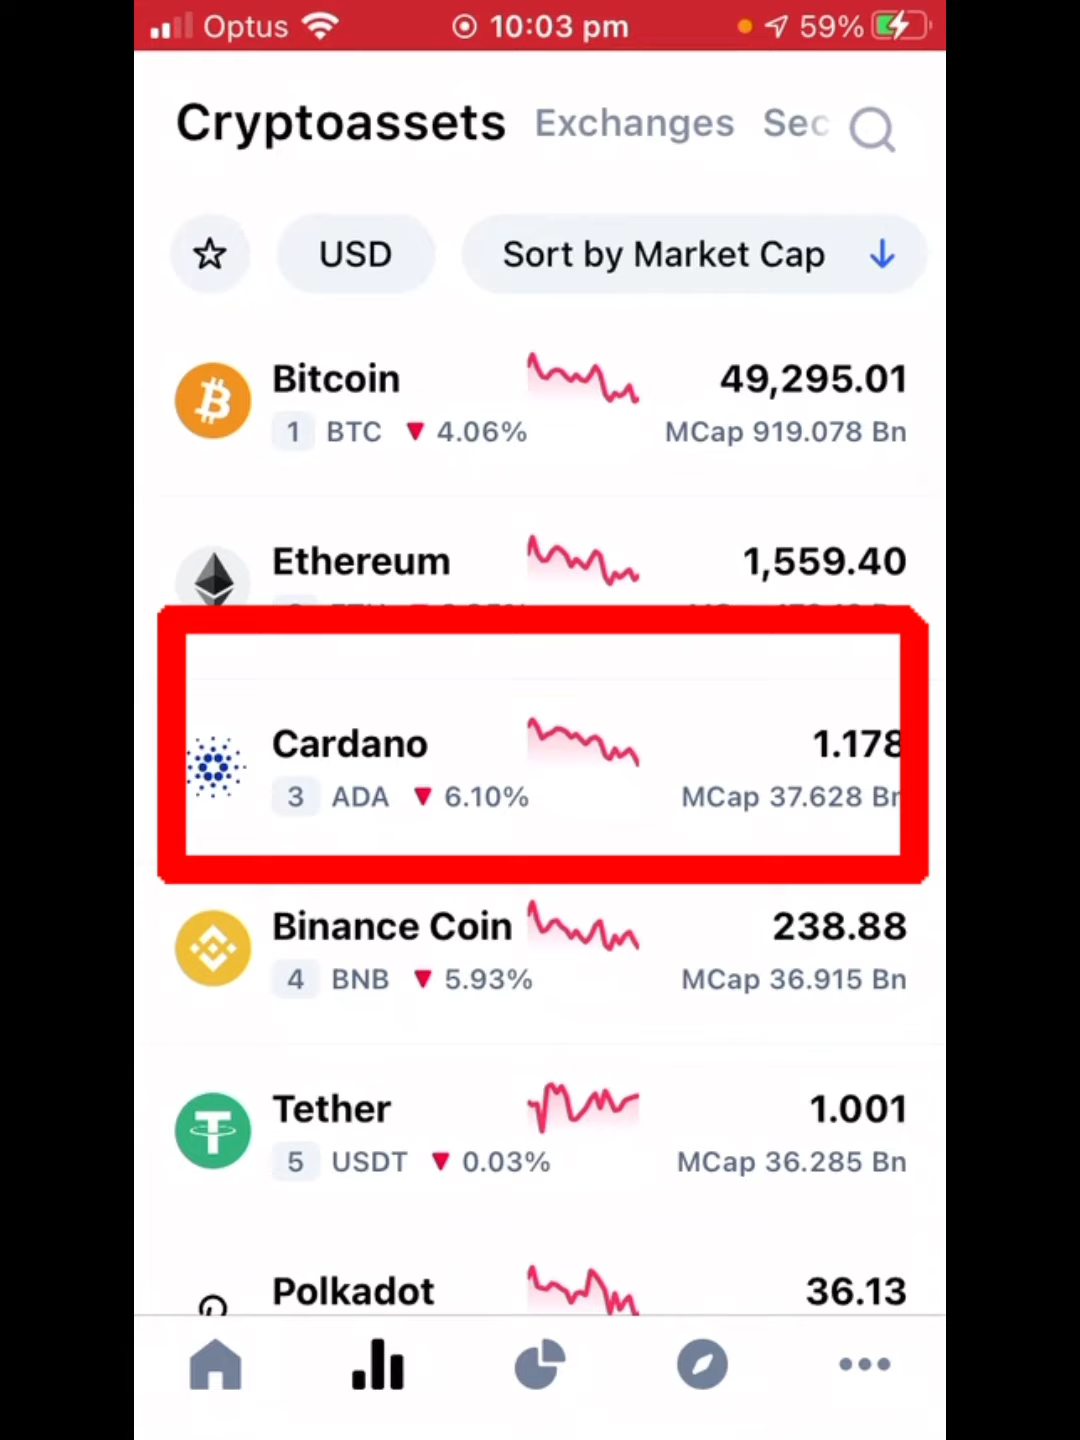 Optus 10:03 pm 59%
Cryptoassets Exchanges Sec
USD Sort by Market Cap
Bitcoin 49,295.01
1 BTC ▼ 4.06% MCap 919.078 Bn
Ethereum 1,559.40
Cardano 1.178
3 ADA ▼ 6.10% MCap 37.628 Bn
Binance Coin 238.88
4 BNB ▼ 5.93% MCap 36.915 Bn
Tether 1.001
5 USDT ▼ 0.03% MCap 36.285 Bn
Polkadot 36.13